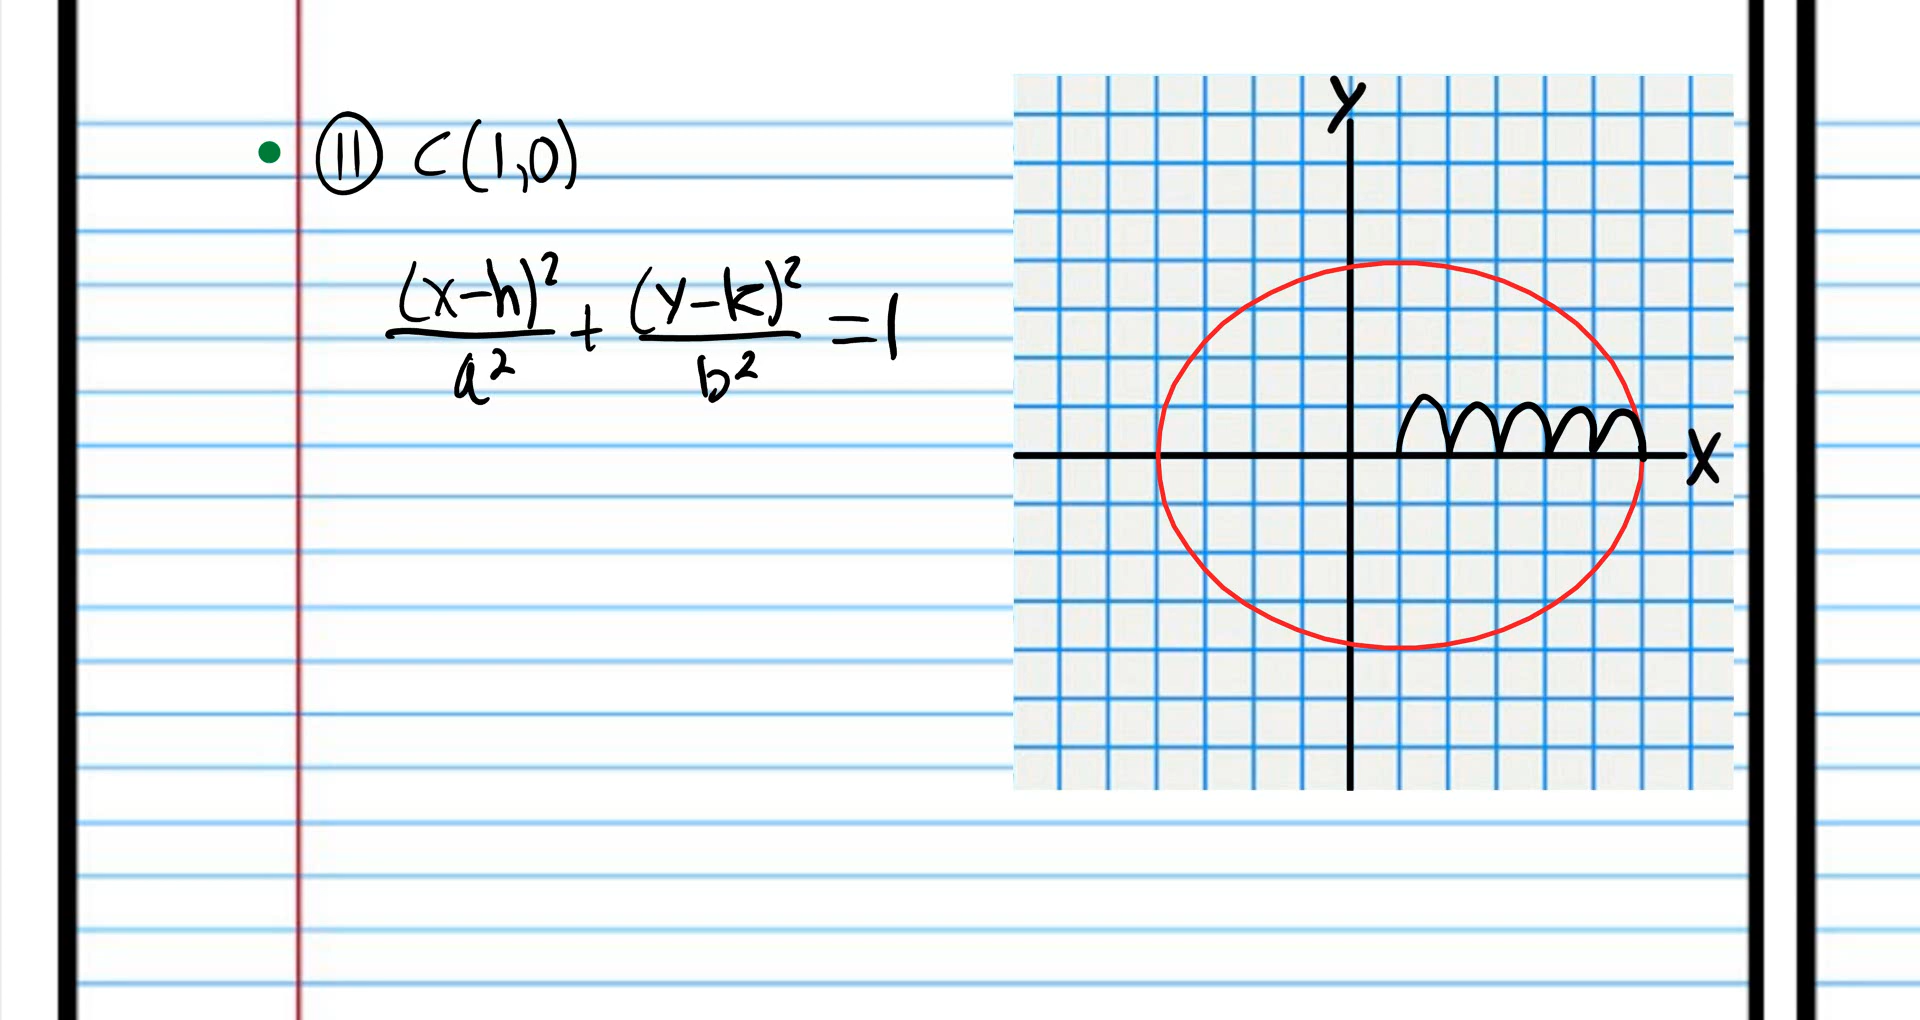 ⑪ C(1,0)
(x-h)²/a² + (y-k)²/b² = 1
Y
X